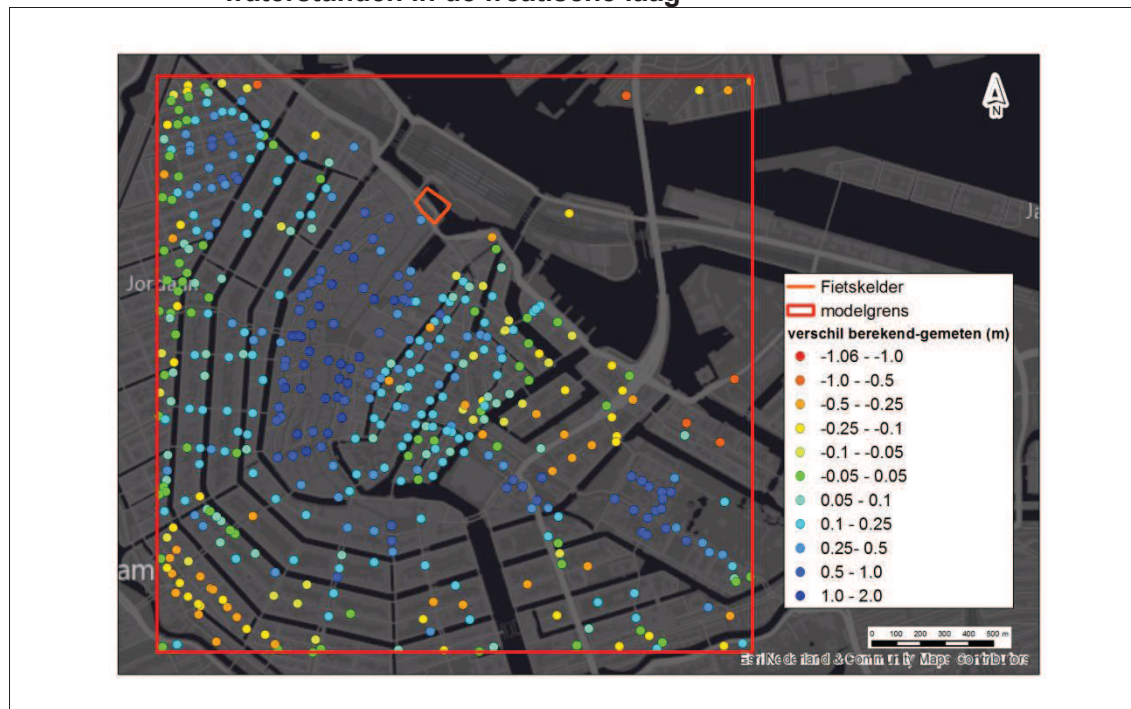 waterstanden in de freatische laag
N
Ja
Jordaan
Fietskelder
modelgrens
verschil berekend-gemeten (m)
-1.06 - -1.0
-1.0 - -0.5
-0.5 - -0.25
-0.25 - -0.1
-0.1 - -0.05
-0.05 - 0.05
0.05 - 0.1
0.1 - 0.25
0.25- 0.5
0.5 - 1.0
1.0 - 2.0
am
0 100 200 300 400 500 m
Esri Nederland & Community Maps Contributors